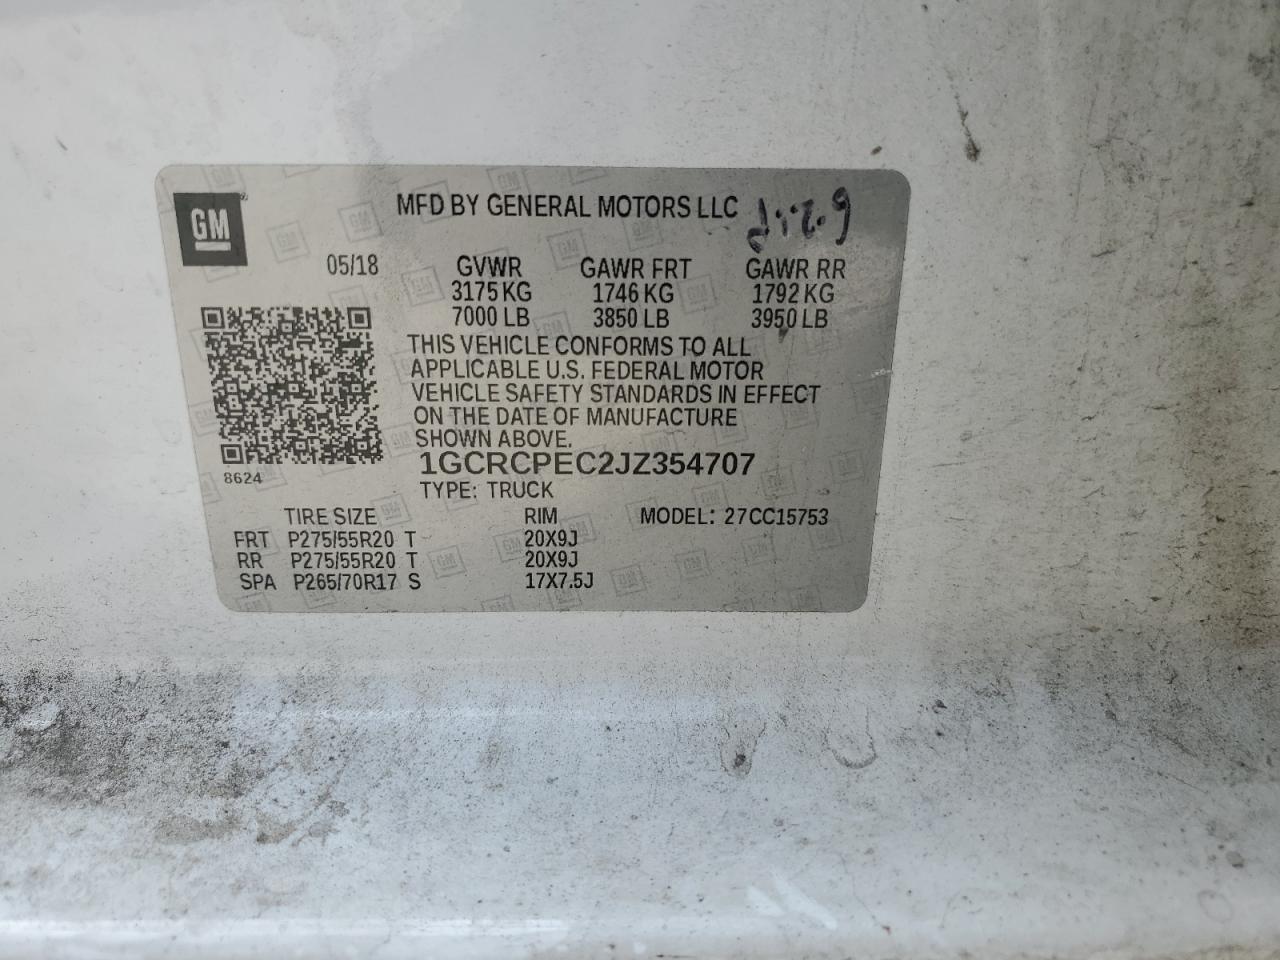 GM
MFD BY GENERAL MOTORS LLC
05/18 GVWR GAWR FRT GAWR RR
3175 KG 1746 KG 1792 KG
7000 LB 3850 LB 3950 LB
THIS VEHICLE CONFORMS TO ALL
APPLICABLE U.S. FEDERAL MOTOR
VEHICLE SAFETY STANDARDS IN EFFECT
ON THE DATE OF MANUFACTURE
SHOWN ABOVE.
1GCRCPEC2JZ354707
8624
TYPE: TRUCK
TIRE SIZE RIM MODEL: 27CC15753
FRT P275/55R20 T 20X9J
RR P275/55R20 T 20X9J
SPA P265/70R17 S 17X7.5J